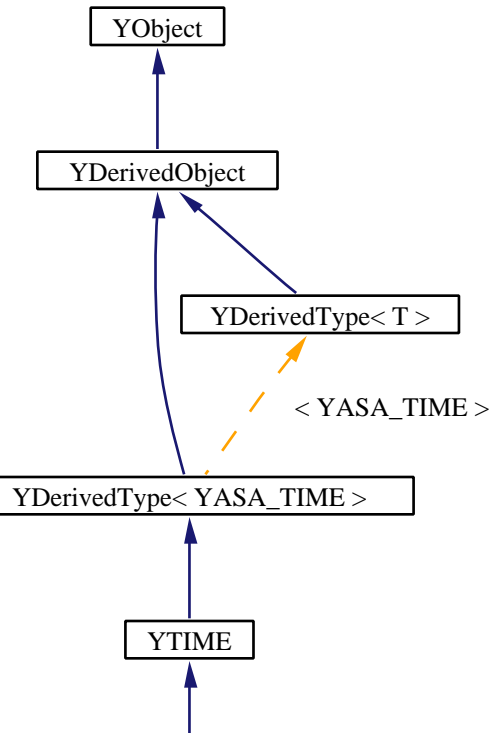 YObject
YDerivedObject
YDerivedType< T >
< YASA_TIME >
YDerivedType< YASA_TIME >
YTIME